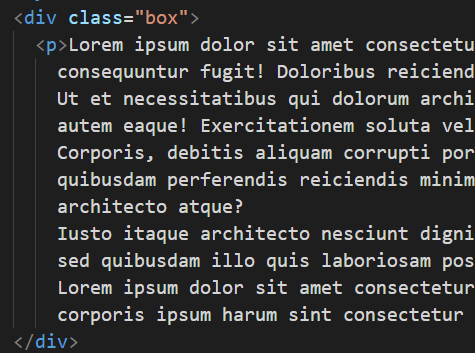 <div class="box">
<p>Lorem ipsum dolor sit amet consectetu
consequuntur fugit! Doloribus reiciend
Ut et necessitatibus qui dolorum archi
autem eaque! Exercitationem soluta vel
Corporis, debitis aliquam corrupti por
quibusdam perferendis reiciendis minim
architecto atque?
Iusto itaque architecto nesciunt digni
sed quibusdam illo quis laboriosam pos
Lorem ipsum dolor sit amet consectetur
corporis ipsum harum sint consectetur
</div>